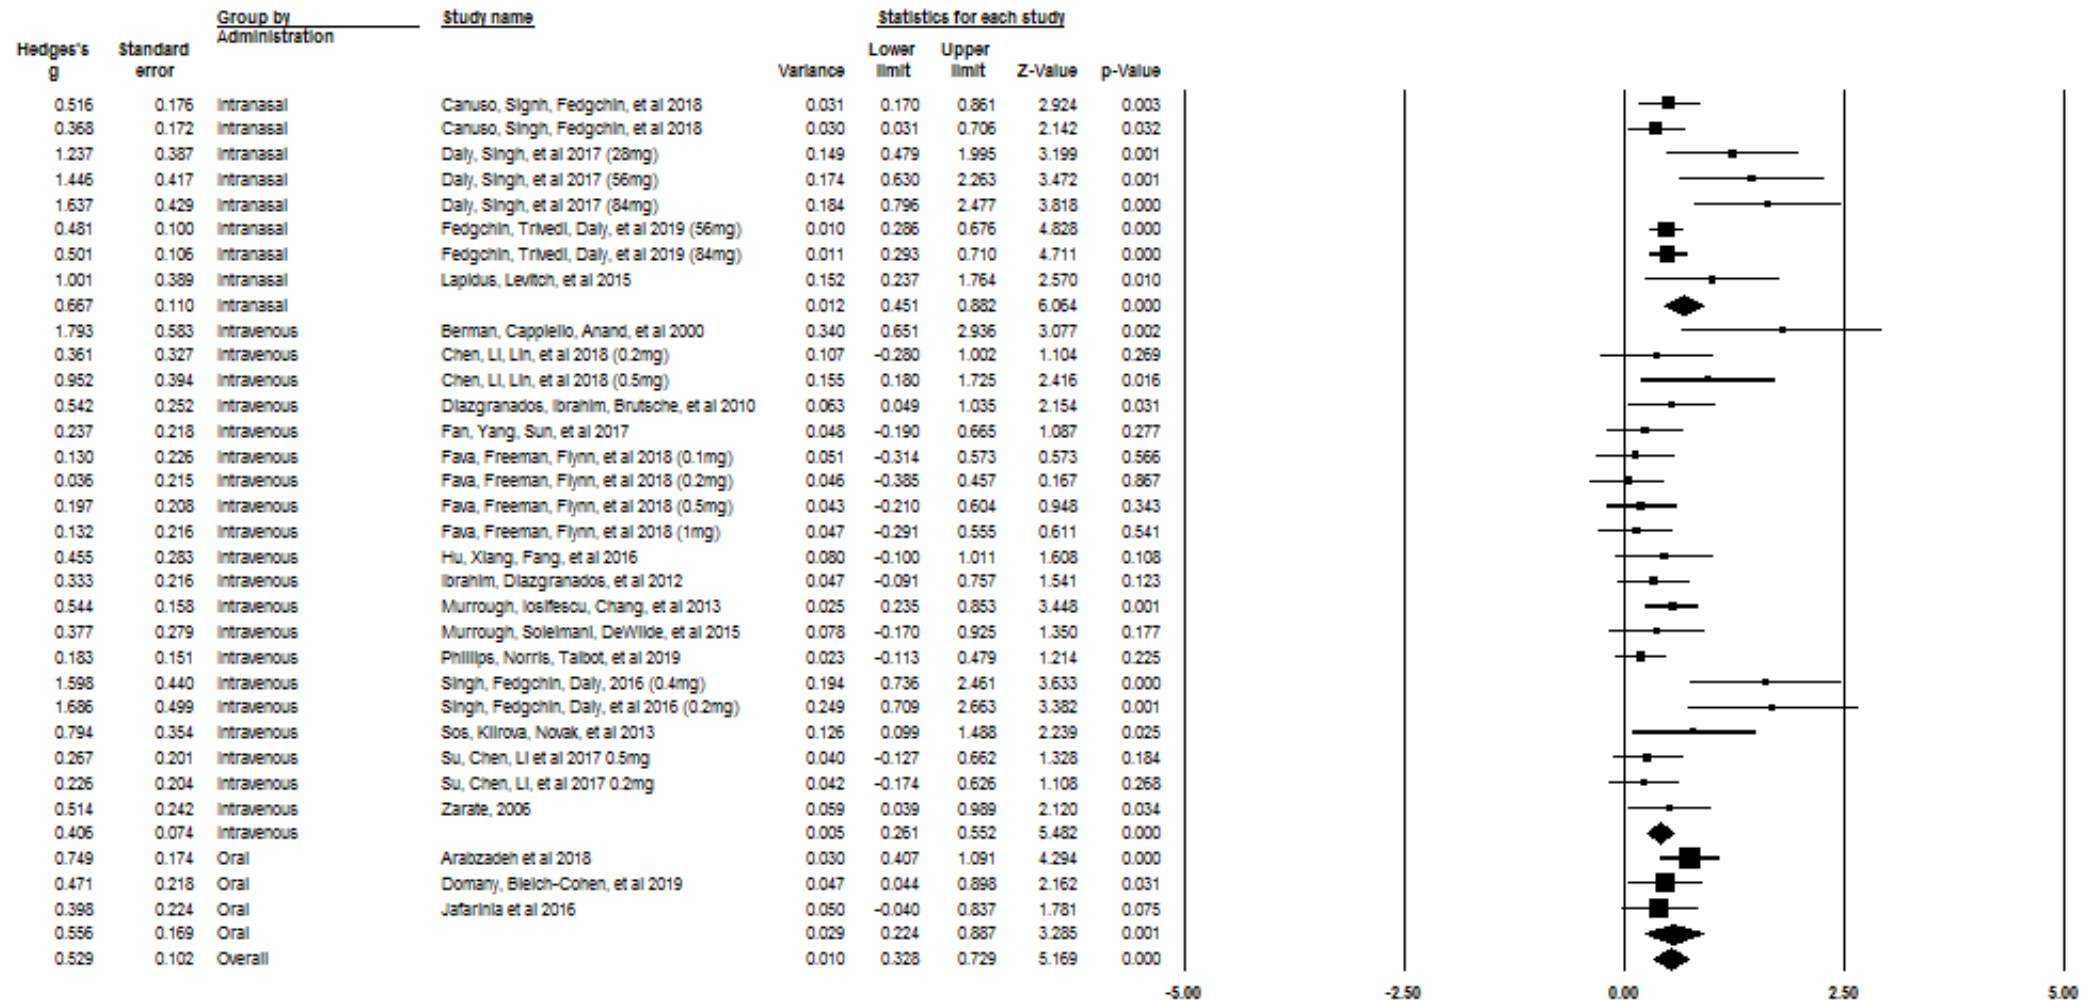 Group by Study name Statistics for each study
Administration
Hedges's Standard Lower Upper
g error Variance limit limit Z-Value p-Value
0.516 0.176 Intranasal Canuso, Signh, Fedgchin, et al 2018 0.031 0.170 0.861 2.924 0.003
0.368 0.172 Intranasal Canuso, Singh, Fedgchin, et al 2018 0.030 0.031 0.706 2.142 0.032
1.237 0.387 Intranasal Daly, Singh, et al 2017 (28mg) 0.149 0.479 1.995 3.199 0.001
1.446 0.417 Intranasal Daly, Singh, et al 2017 (56mg) 0.174 0.630 2.263 3.472 0.001
1.637 0.429 Intranasal Daly, Singh, et al 2017 (84mg) 0.184 0.796 2.477 3.818 0.000
0.481 0.100 Intranasal Fedgchin, Trivedi, Daly, et al 2019 (56mg) 0.010 0.286 0.676 4.828 0.000
0.501 0.106 Intranasal Fedgchin, Trivedi, Daly, et al 2019 (84mg) 0.011 0.293 0.710 4.711 0.000
1.001 0.389 Intranasal Lapidus, Levitch, et al 2015 0.152 0.237 1.764 2.570 0.010
0.667 0.110 Intranasal 0.012 0.451 0.882 6.064 0.000
1.793 0.583 Intravenous Berman, Cappiello, Anand, et al 2000 0.340 0.651 2.936 3.077 0.002
0.361 0.327 Intravenous Chen, Li, Lin, et al 2018 (0.2mg) 0.107 -0.280 1.002 1.104 0.269
0.952 0.394 Intravenous Chen, Li, Lin, et al 2018 (0.5mg) 0.155 0.180 1.725 2.416 0.016
0.542 0.252 Intravenous Diazgranados, Ibrahim, Brutsche, et al 2010 0.063 0.049 1.035 2.154 0.031
0.237 0.218 Intravenous Fan, Yang, Sun, et al 2017 0.048 -0.190 0.665 1.087 0.277
0.130 0.226 Intravenous Fava, Freeman, Flynn, et al 2018 (0.1mg) 0.051 -0.314 0.573 0.573 0.566
0.036 0.215 Intravenous Fava, Freeman, Flynn, et al 2018 (0.2mg) 0.046 -0.385 0.457 0.167 0.867
0.197 0.208 Intravenous Fava, Freeman, Flynn, et al 2018 (0.5mg) 0.043 -0.210 0.604 0.948 0.343
0.132 0.216 Intravenous Fava, Freeman, Flynn, et al 2018 (1mg) 0.047 -0.291 0.555 0.611 0.541
0.455 0.283 Intravenous Hu, Xiang, Fang, et al 2016 0.080 -0.100 1.011 1.608 0.108
0.333 0.216 Intravenous Ibrahim, Diazgranados, et al 2012 0.047 -0.091 0.757 1.541 0.123
0.544 0.158 Intravenous Murrough, Iosifescu, Chang, et al 2013 0.025 0.235 0.853 3.448 0.001
0.377 0.279 Intravenous Murrough, Soleimani, DeWilde, et al 2015 0.078 -0.170 0.925 1.350 0.177
0.183 0.151 Intravenous Phillips, Norris, Talbot, et al 2019 0.023 -0.113 0.479 1.214 0.225
1.598 0.440 Intravenous Singh, Fedgchin, Daly, 2016 (0.4mg) 0.194 0.736 2.461 3.633 0.000
1.686 0.499 Intravenous Singh, Fedgchin, Daly, et al 2016 (0.2mg) 0.249 0.709 2.663 3.382 0.001
0.794 0.354 Intravenous Sos, Klirova, Novak, et al 2013 0.126 0.099 1.488 2.239 0.025
0.267 0.201 Intravenous Su, Chen, Li et al 2017 0.5mg 0.040 -0.127 0.662 1.328 0.184
0.226 0.204 Intravenous Su, Chen, Li, et al 2017 0.2mg 0.042 -0.174 0.626 1.108 0.268
0.514 0.242 Intravenous Zarate, 2006 0.059 0.039 0.989 2.120 0.034
0.406 0.074 Intravenous 0.005 0.261 0.552 5.482 0.000
0.749 0.174 Oral Arabzadeh et al 2018 0.030 0.407 1.091 4.294 0.000
0.471 0.218 Oral Domany, Bleich-Cohen, et al 2019 0.047 0.044 0.898 2.162 0.031
0.398 0.224 Oral Jafarinia et al 2016 0.050 -0.040 0.837 1.781 0.075
0.556 0.169 Oral 0.029 0.224 0.887 3.285 0.001
0.529 0.102 Overall 0.010 0.328 0.729 5.169 0.000
-5.00 -2.50 0.00 2.50 5.00